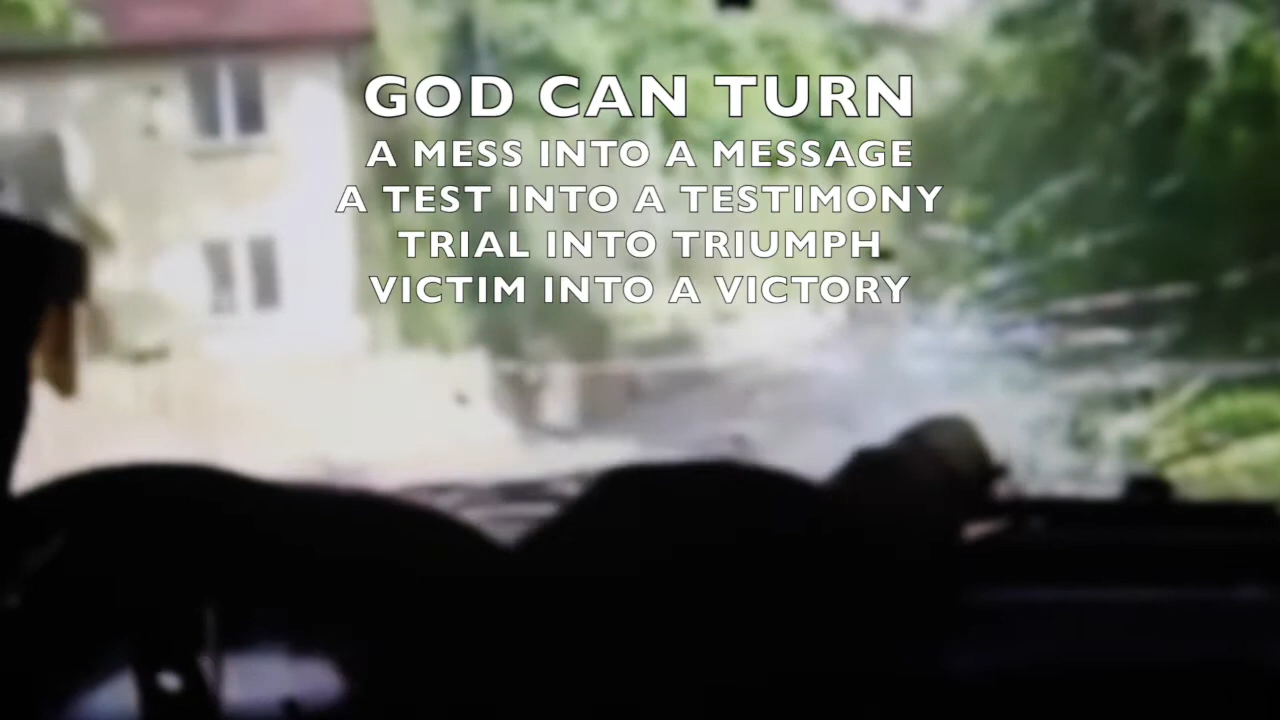 GOD CAN TURN
A MESS INTO A MESSAGE
A TEST INTO A TESTIMONY
TRIAL INTO TRIUMPH
VICTIM INTO A VICTORY